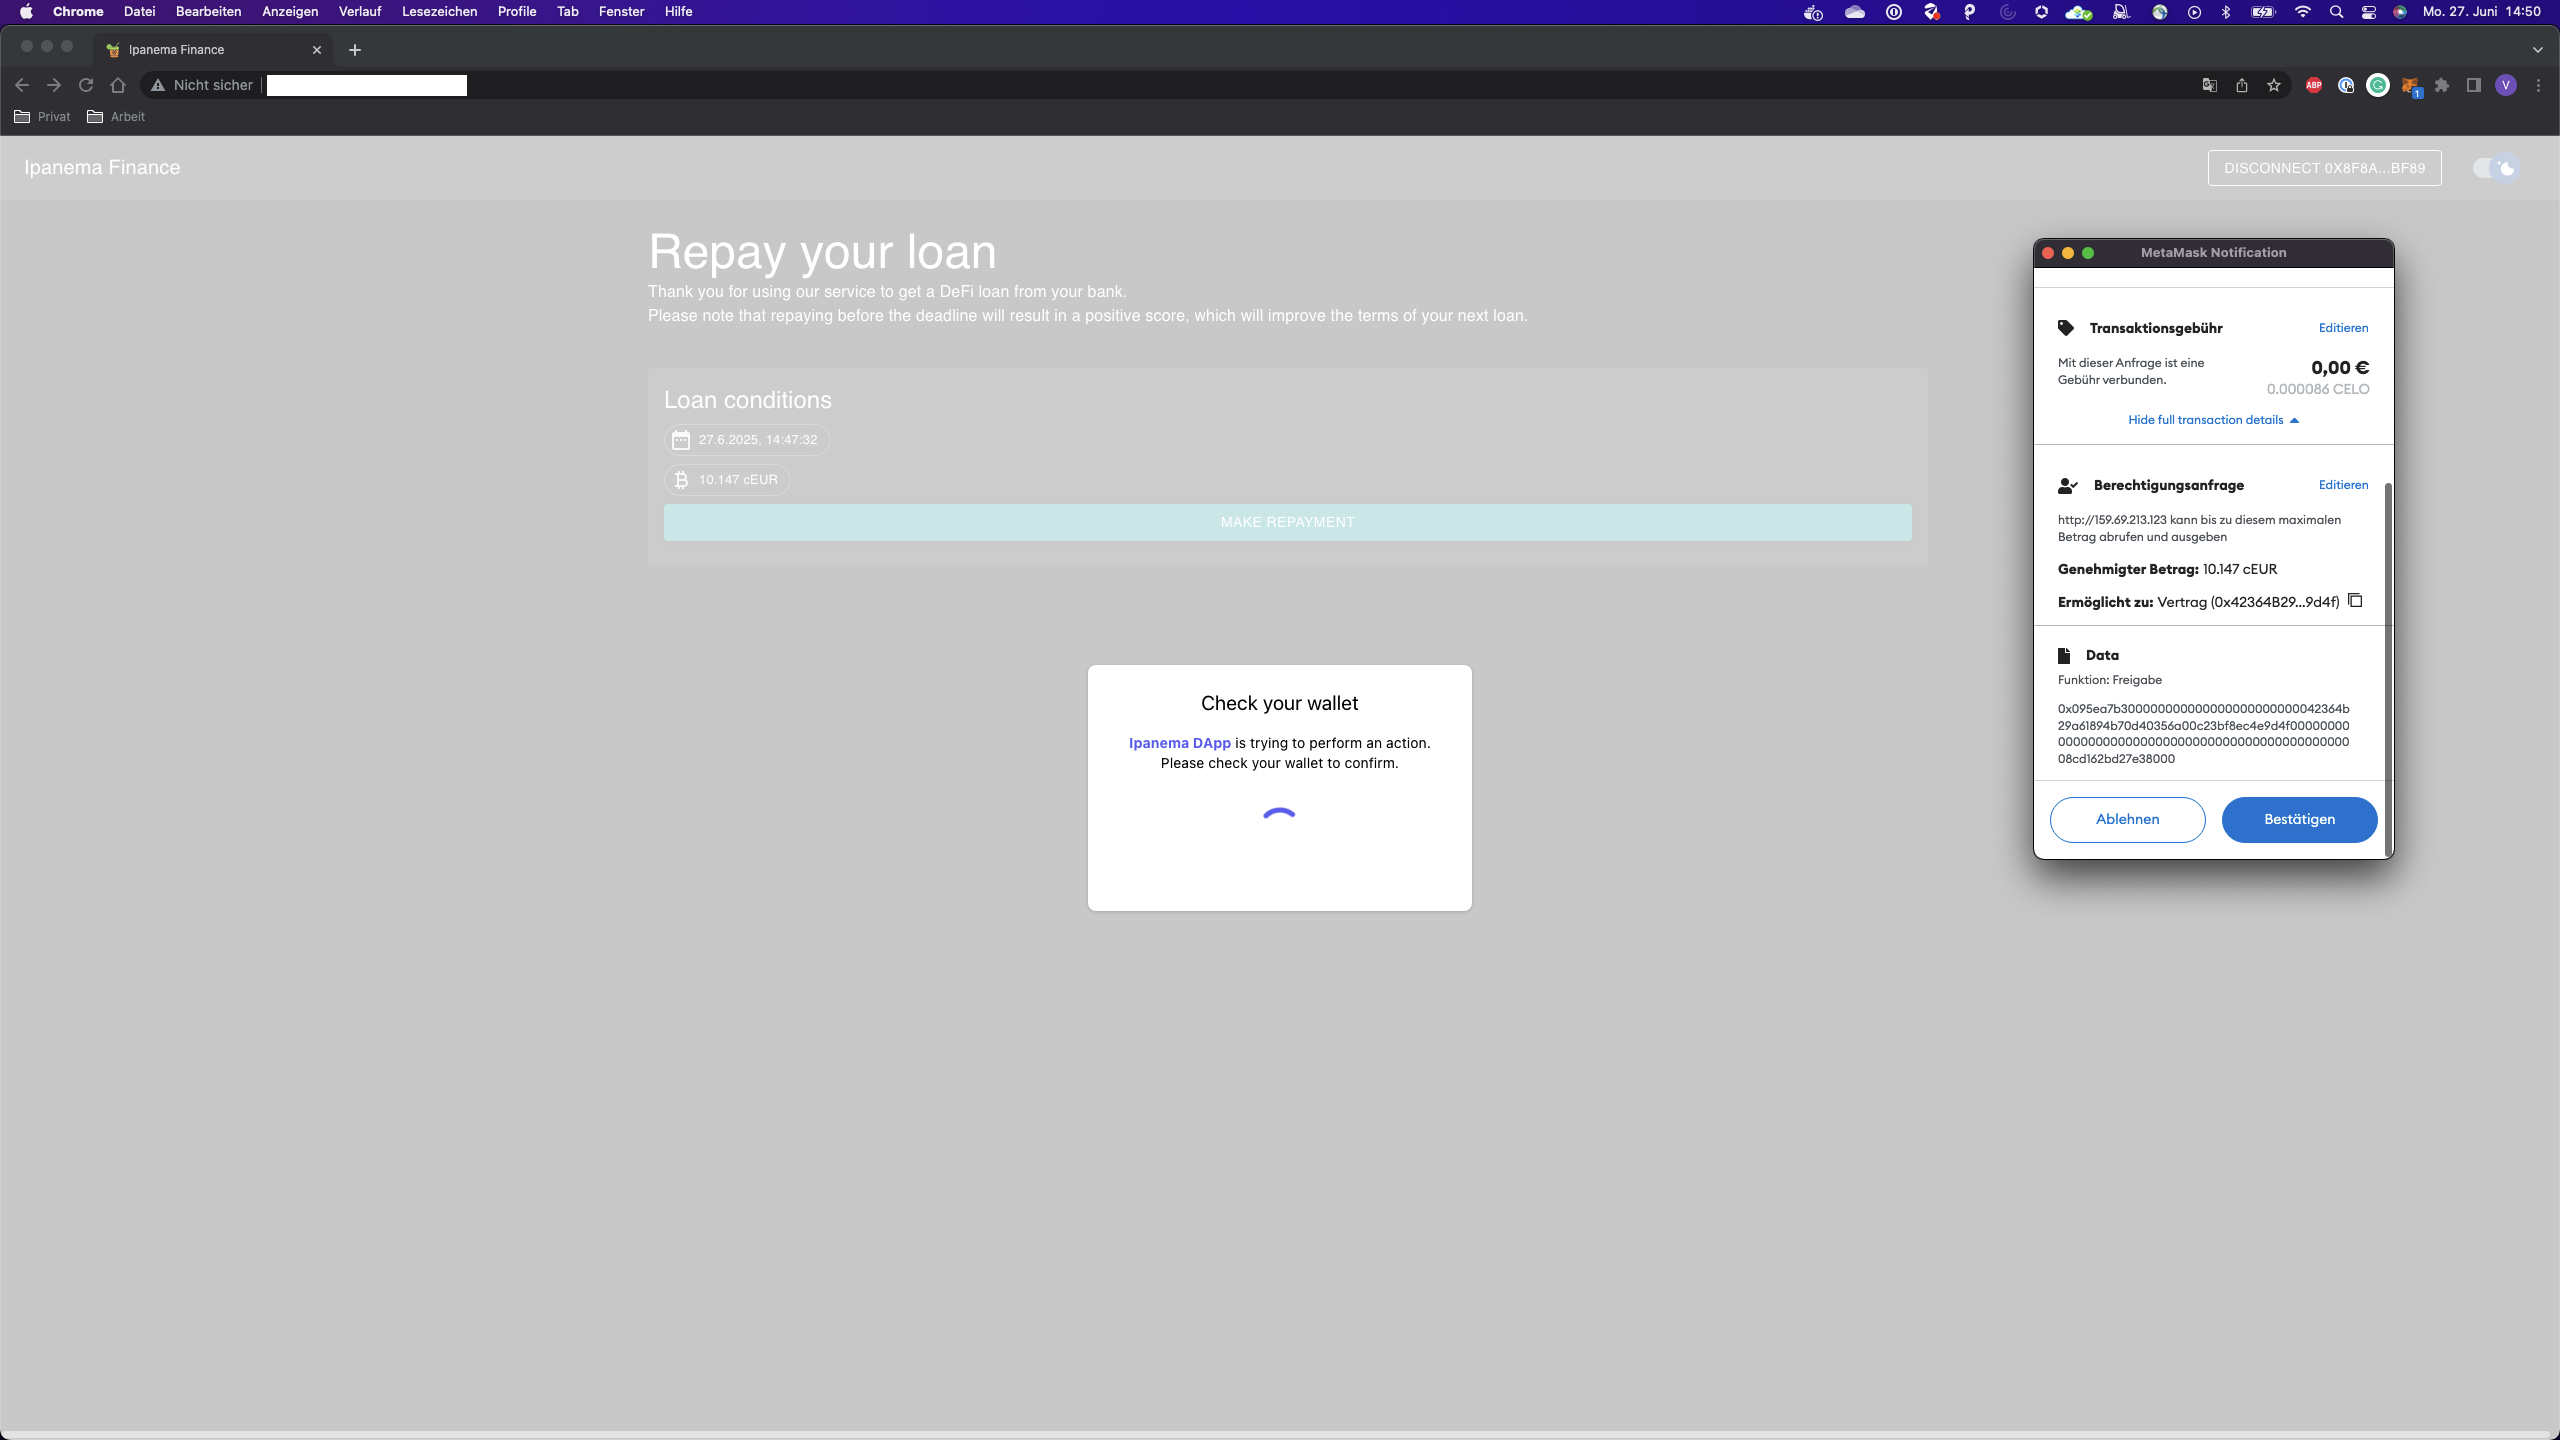 Chrome Datei Bearbeiten Anzeigen Verlauf Lesezeichen Profile Tab Fenster Hilfe Mo. 27. Juni 14:50
Ipanema Finance
Nicht sicher ABP 1 V
Privat Arbeit
Ipanema Finance DISCONNECT 0X8F8A...BF89
Repay your loan
Thank you for using our service to get a DeFi loan from your bank.
Please note that repaying before the deadline will result in a positive score, which will improve the terms of your next loan.
Loan conditions
27.6.2025, 14:47:32
10.147 cEUR
MAKE REPAYMENT
Check your wallet
Ipanema DApp is trying to perform an action.
Please check your wallet to confirm.
MetaMask Notification
Transaktionsgebühr Editieren
Mit dieser Anfrage ist eine 0,00 €
Gebühr verbunden. 0.000086 CELO
Hide full transaction details
Berechtigungsanfrage Editieren
http://159.69.213.123 kann bis zu diesem maximalen
Betrag abrufen und ausgeben
Genehmigter Betrag: 10.147 cEUR
Ermöglicht zu: Vertrag (0x42364B29...9d4f)
Data
Funktion: Freigabe
0x095ea7b300000000000000000000000042364b
29a61894b70d40356a00c23bf8ec4e9d4f00000000
0000000000000000000000000000000000000000
08cd162bd27e38000
Ablehnen Bestätigen